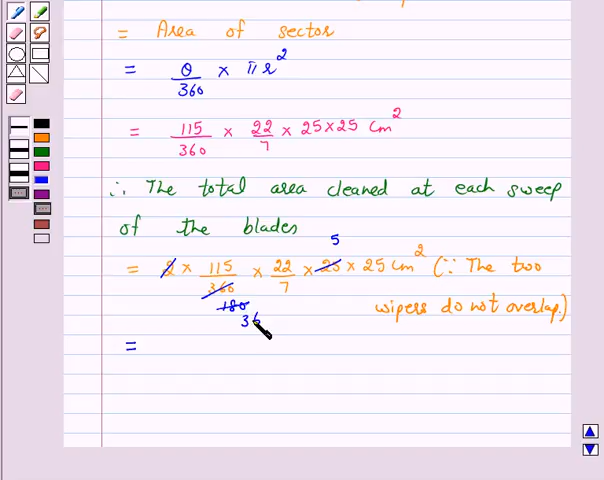 = Area of sector
= θ/360 × πr²
= 115/360 × 22/7 × 25×25 cm²
∴ The total area cleaned at each sweep
of the blades
5
= 2 × 115/360 × 22/7 × 25 × 25 cm² (∵ The two
180 wipers do not overlap.)
36
=